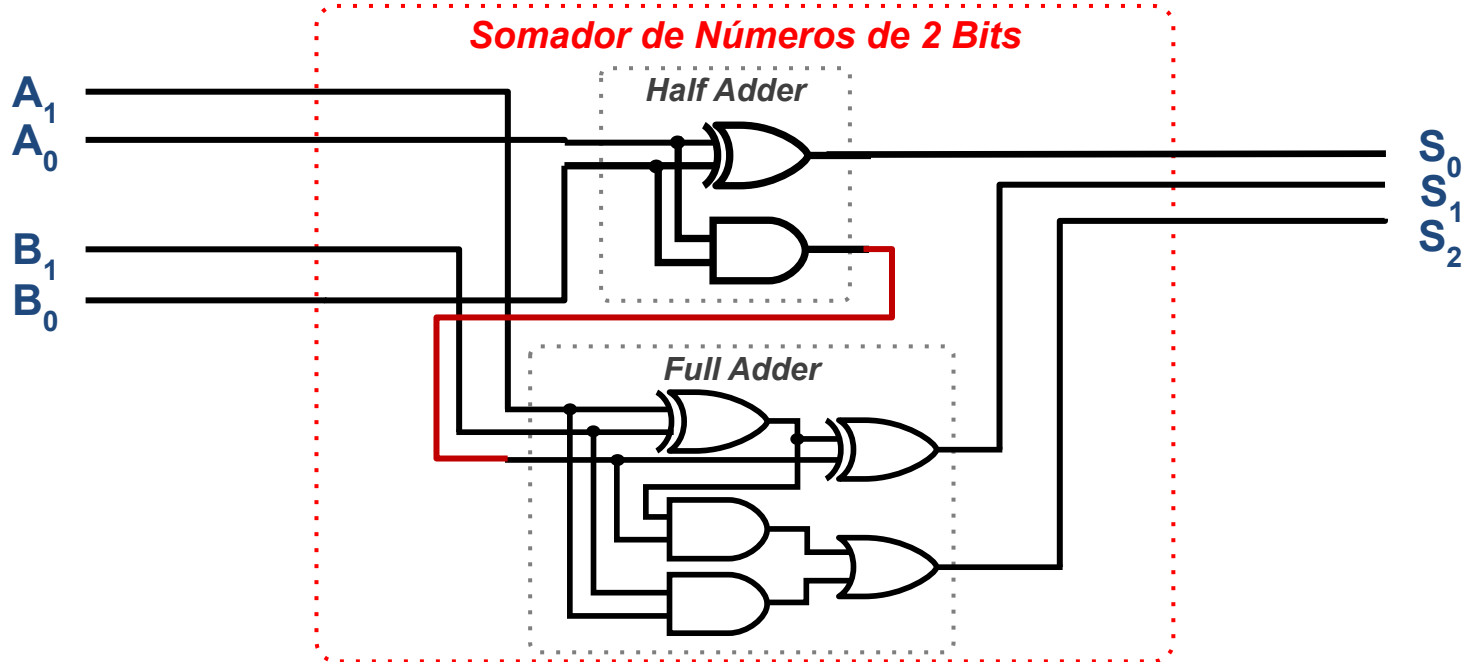 Somador de Números de 2 Bits
Half Adder
A₁
A₀
B₁
B₀
S₀
S₁
S₂
Full Adder